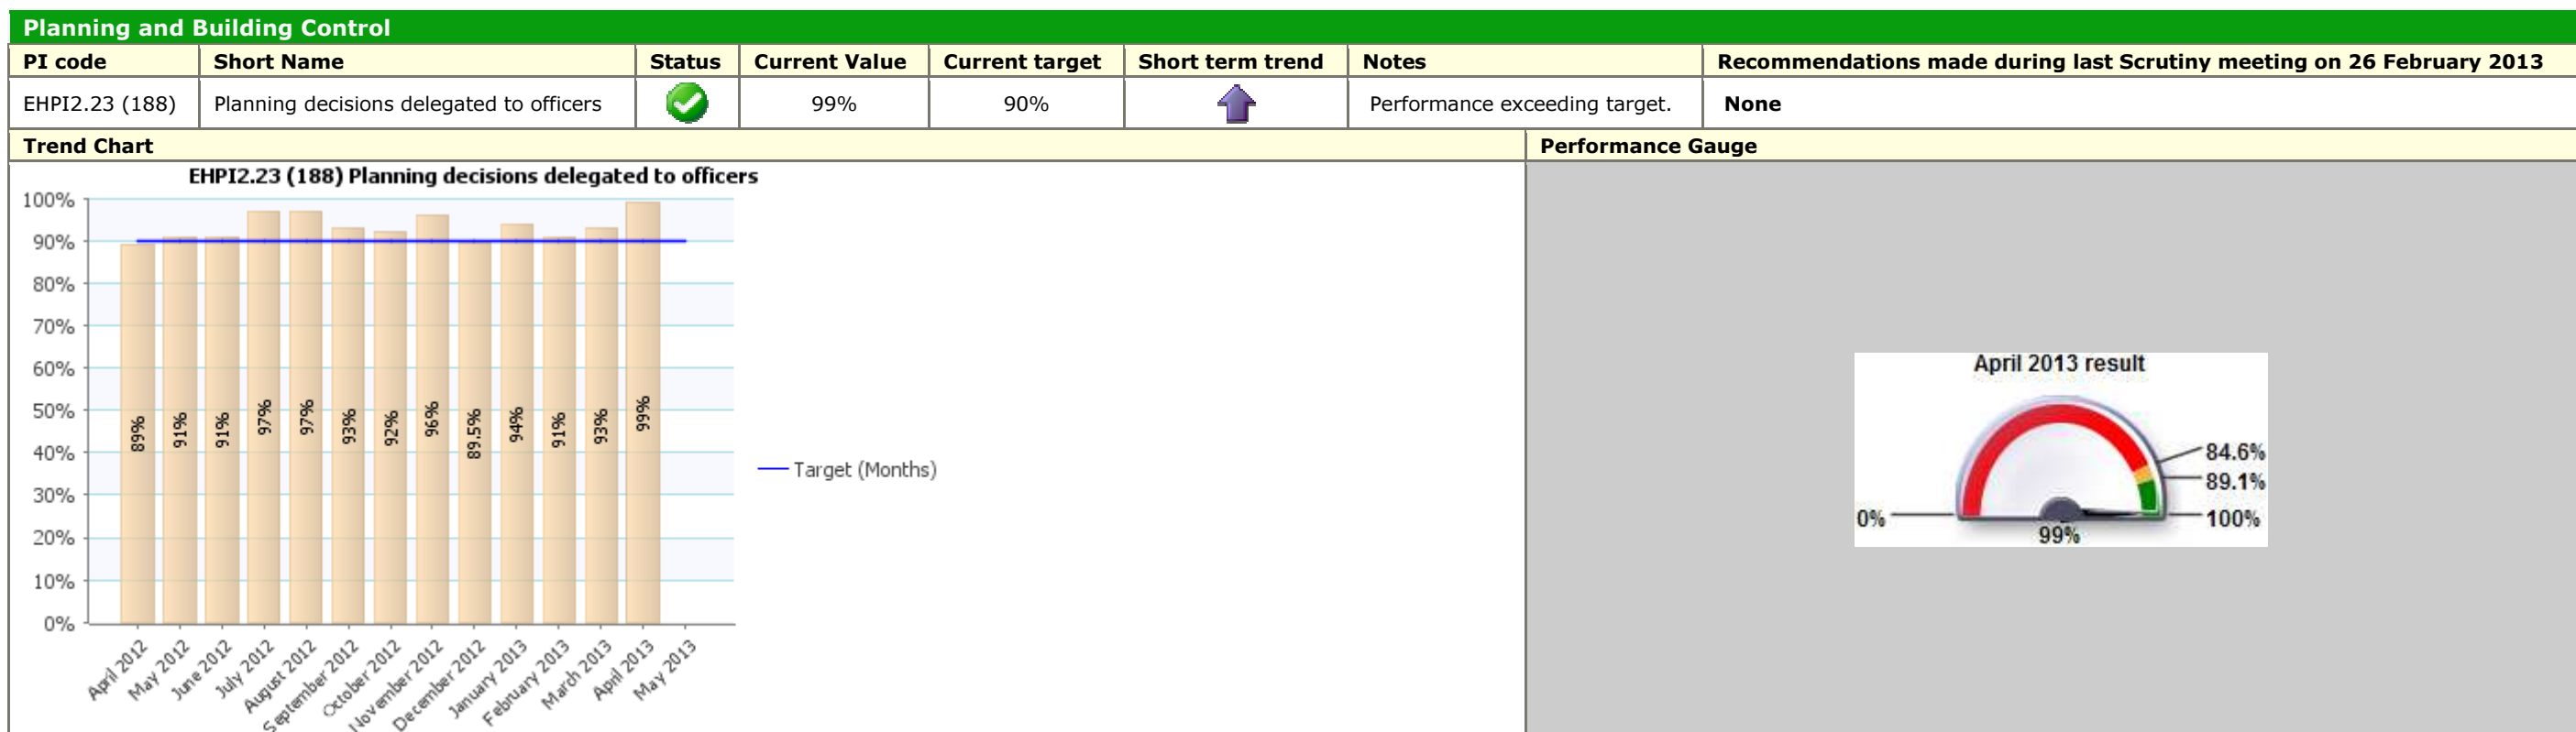 Planning and Building Control
PI code Short Name Status Current Value Current target Short term trend Notes Recommendations made during last Scrutiny meeting on 26 February 2013
EHPI2.23 (188) Planning decisions delegated to officers 99% 90% Performance exceeding target. None
Trend Chart Performance Gauge
EHPI2.23 (188) Planning decisions delegated to officers
100%
90%
80%
70%
60%
50%
40%
30%
20%
10%
0%
89% 91% 91% 97% 97% 93% 92% 96% 89.5% 94% 91% 93% 99%
April 2012 May 2012 June 2012 July 2012 August 2012 September 2012 October 2012 November 2012 December 2012 January 2013 February 2013 March 2013 April 2013 May 2013
Target (Months)
April 2013 result
84.6%
89.1%
0% 100%
99%